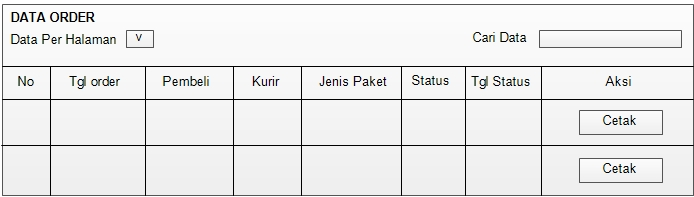 DATA ORDER
Data Per Halaman V Cari Data
No Tgl order Pembeli Kurir Jenis Paket Status Tgl Status Aksi
Cetak
Cetak